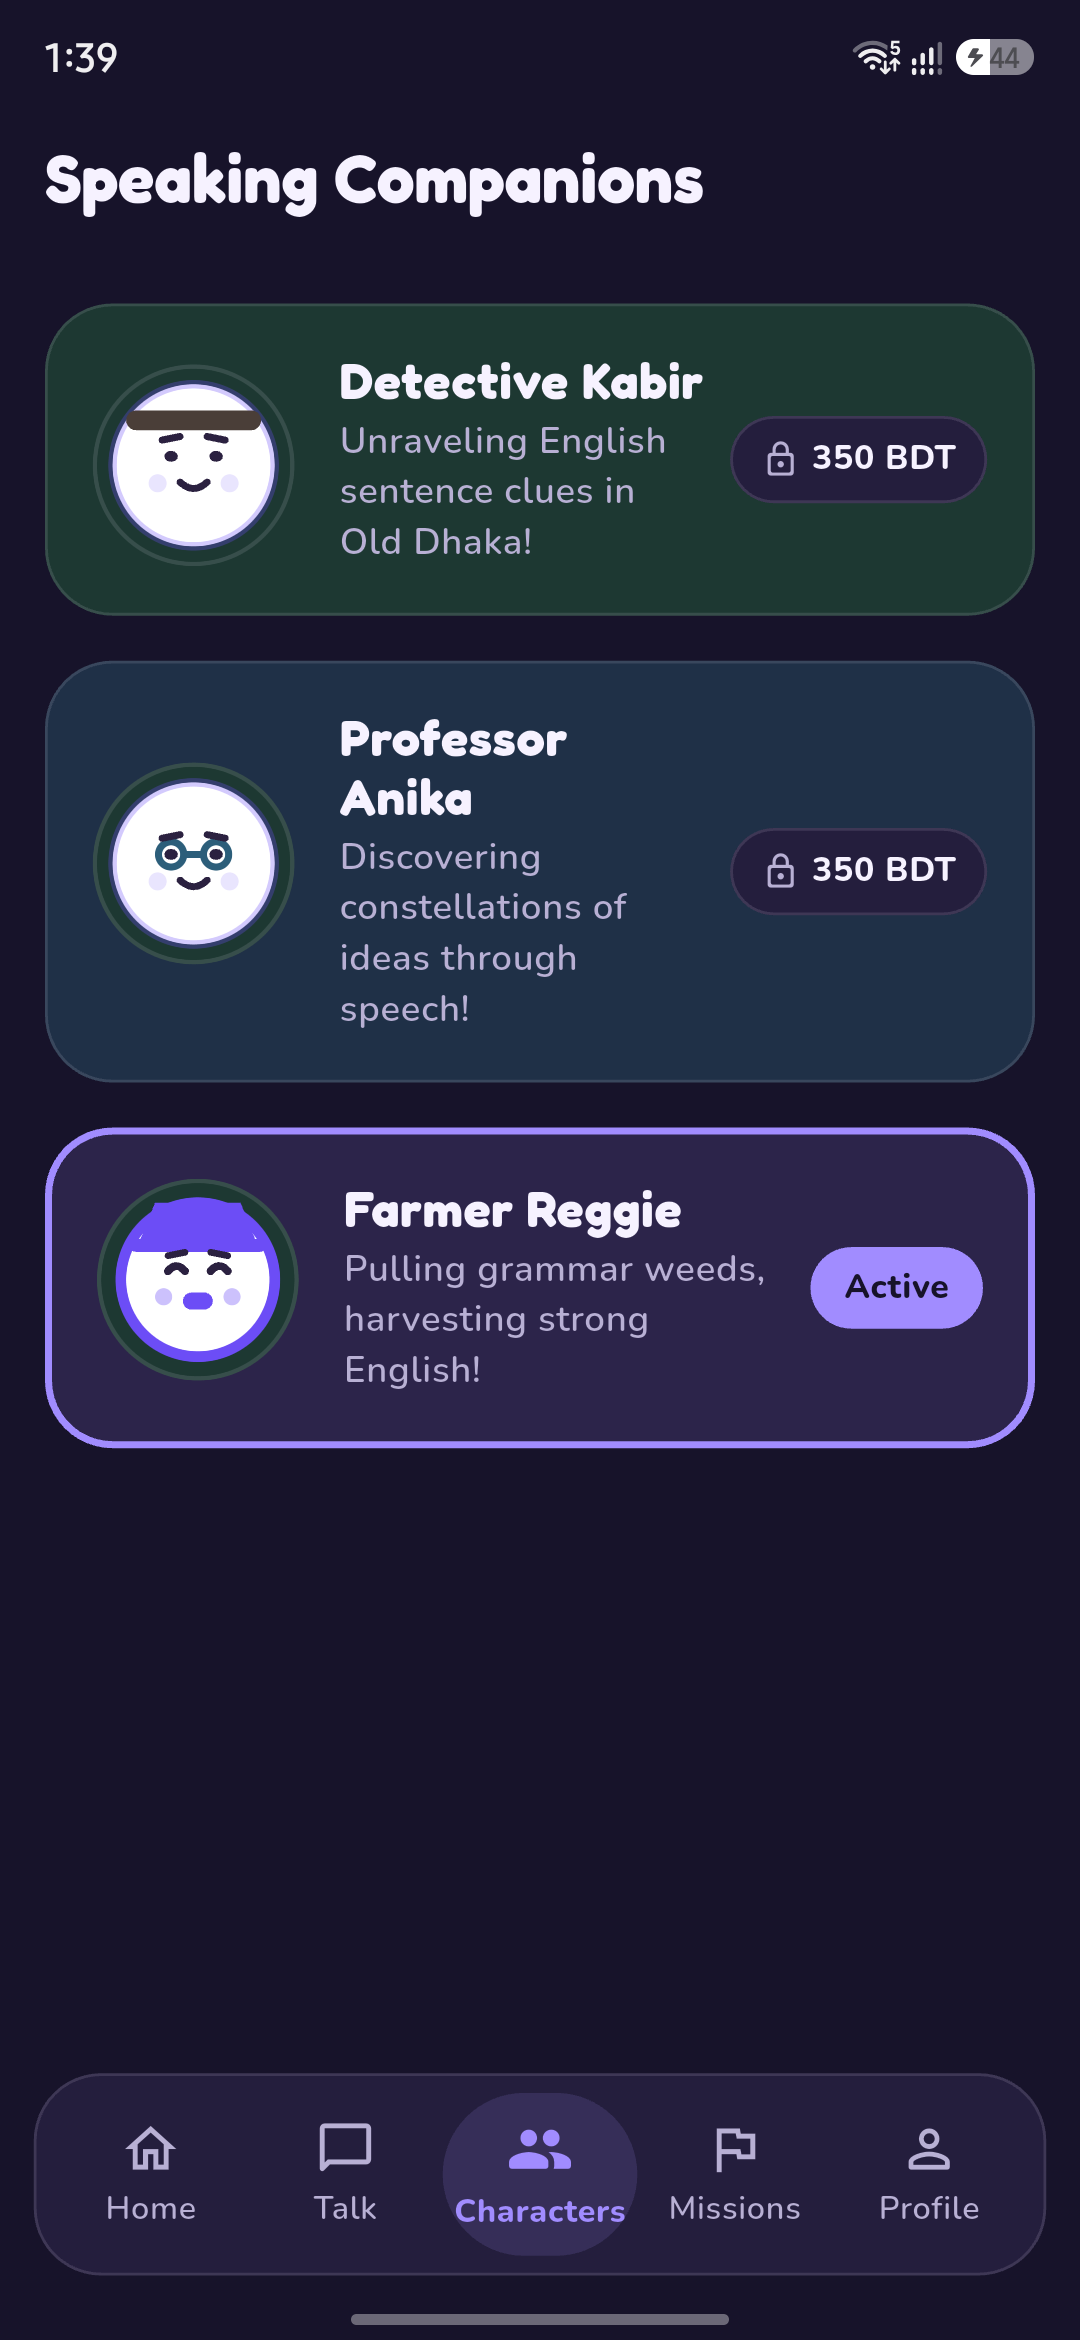 1:39
5
44
Speaking Companions
Detective Kabir
Unraveling English
sentence clues in
Old Dhaka!
350 BDT
Professor
Anika
Discovering
constellations of
ideas through
speech!
350 BDT
Farmer Reggie
Pulling grammar weeds,
harvesting strong
English!
Active
Home
Talk
Characters
Missions
Profile